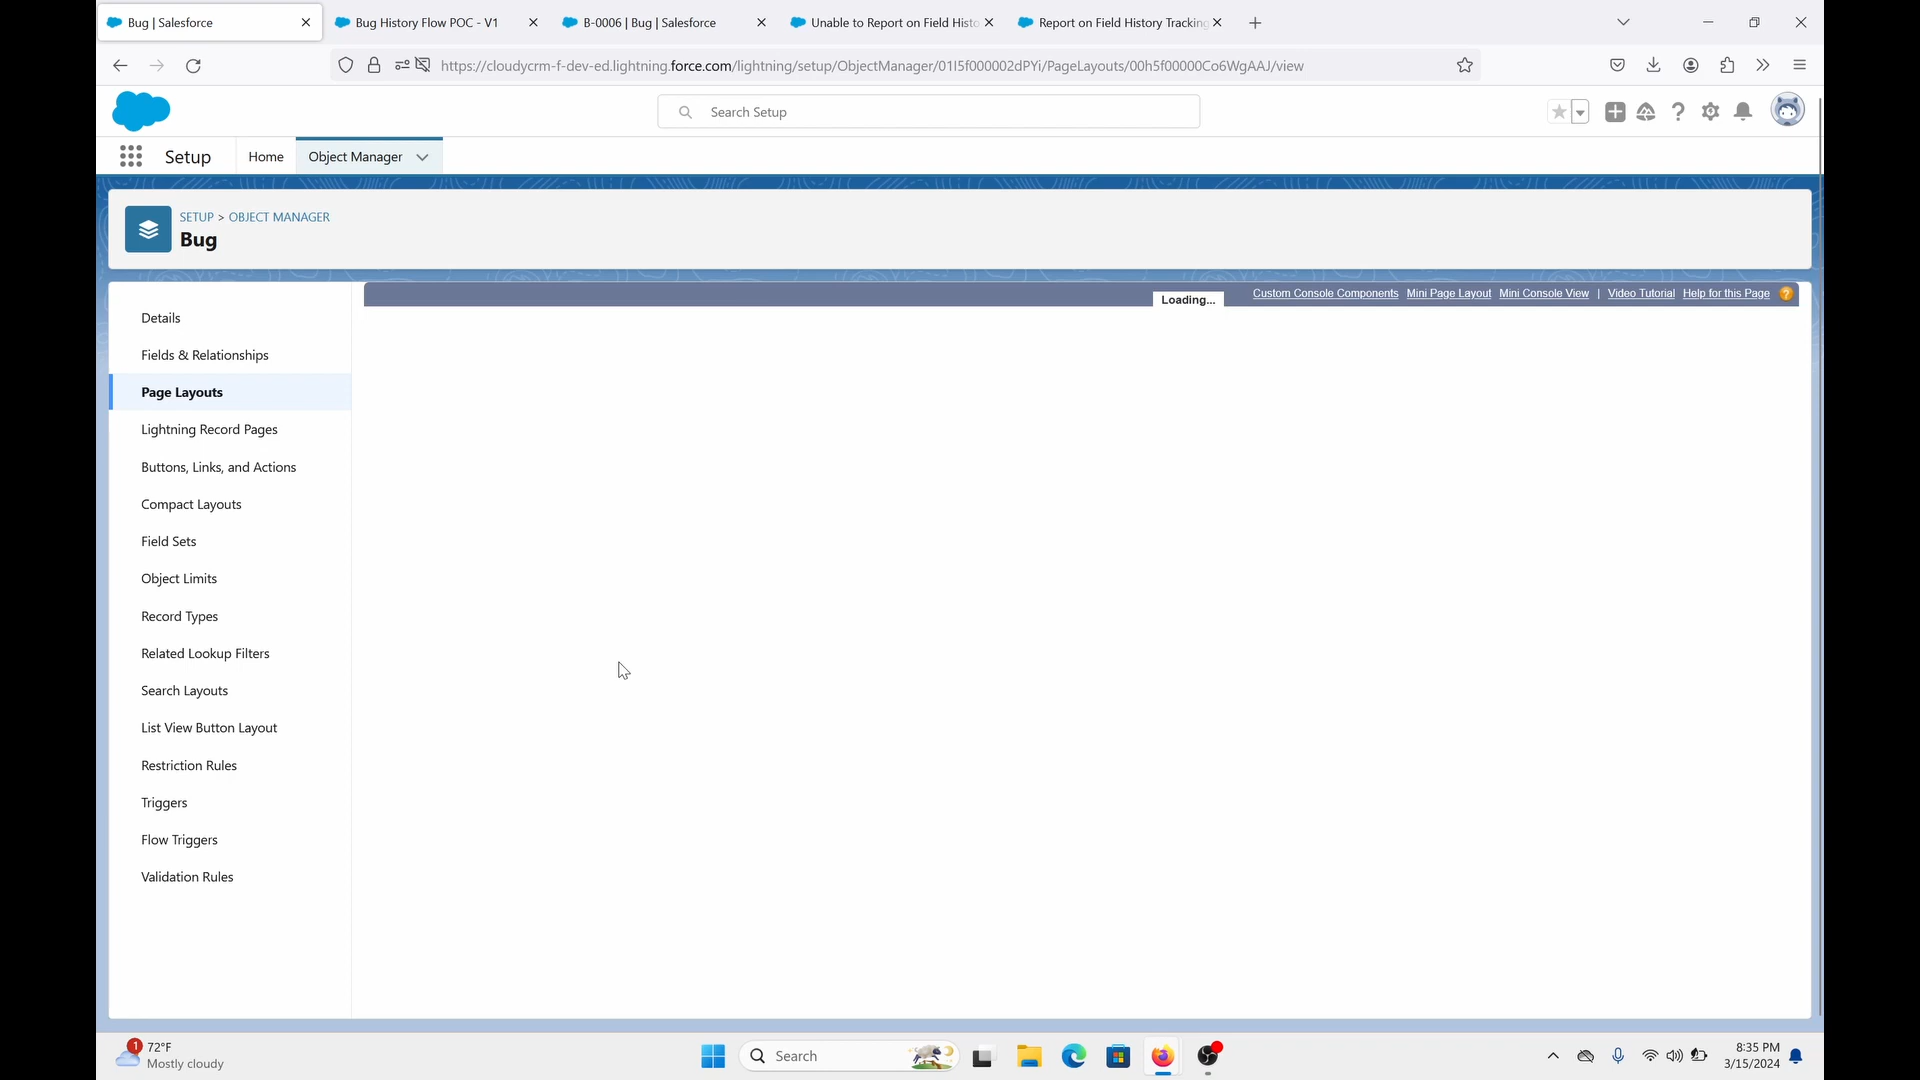 Bug | Salesforce
Bug History Flow POC - V1
B-0006 | Bug | Salesforce
Unable to Report on Field Histo
Report on Field History Tracking
https://cloudycrm-f-dev-ed.lightning.force.com/lightning/setup/ObjectManager/01I5f000002dPYi/PageLayouts/00h5f00000Co6WgAAJ/view
Search Setup
Setup
Home
Object Manager
SETUP > OBJECT MANAGER
Bug
Loading...
Custom Console Components Mini Page Layout Mini Console View | Video Tutorial Help for this Page
Details
Fields & Relationships
Page Layouts
Lightning Record Pages
Buttons, Links, and Actions
Compact Layouts
Field Sets
Object Limits
Record Types
Related Lookup Filters
Search Layouts
List View Button Layout
Restriction Rules
Triggers
Flow Triggers
Validation Rules
1
72°F
Mostly cloudy
Search
8:35 PM
3/15/2024